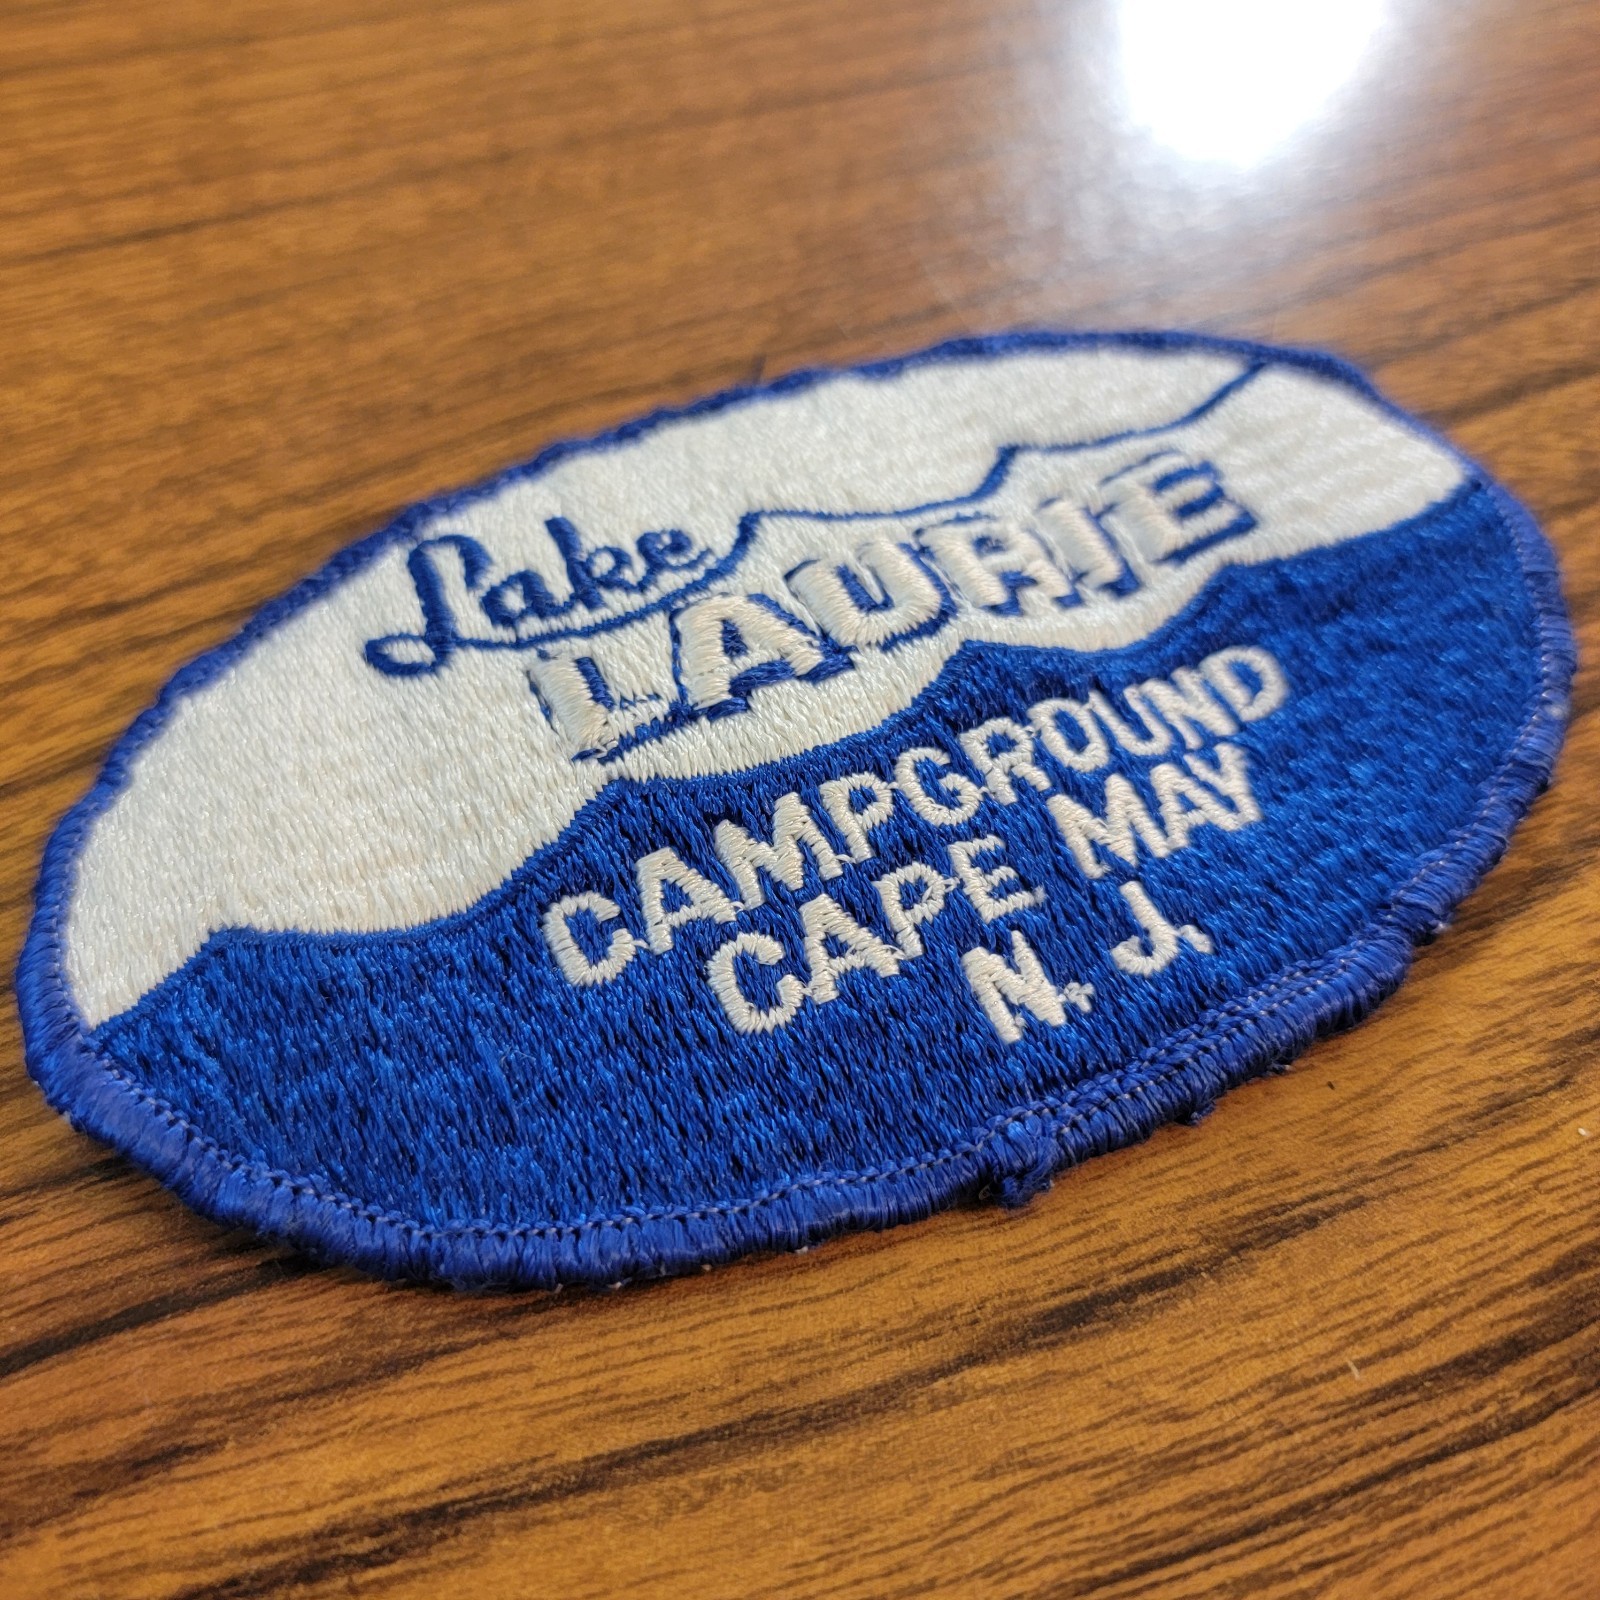 Lake
LAURIE
CAMPGROUND
CAPE MAY
N. J.